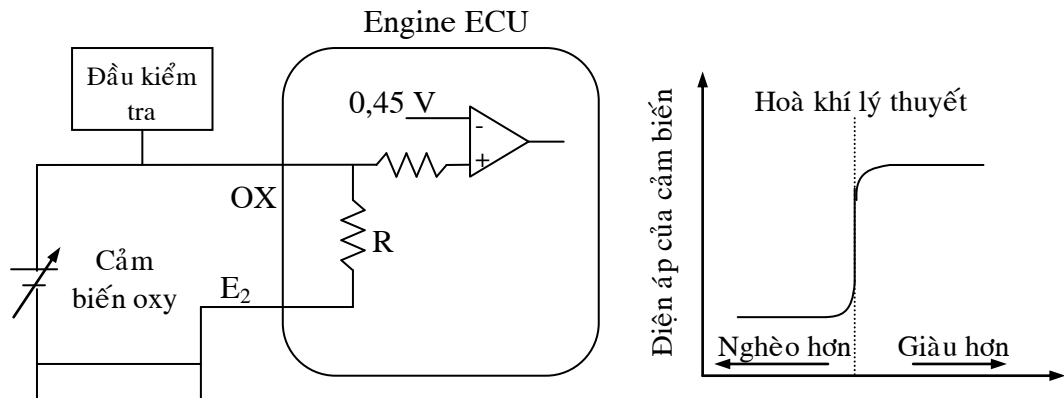 Engine ECU
Đầu kiểm
tra
0,45 V
-
+
OX
R
Cảm
biến oxy
E₂
Điện áp của cảm biến
Hoà khí lý thuyết
Nghèo hơn
Giàu hơn